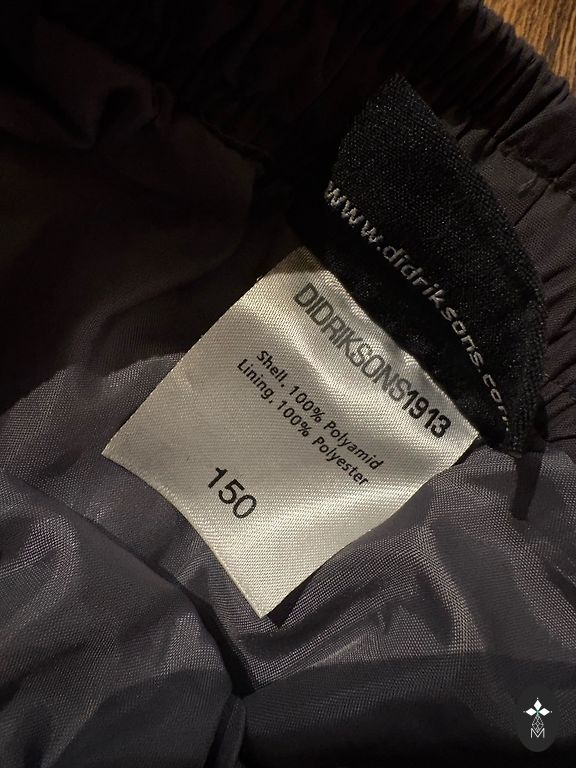 www.didriksons.com
DIDRIKSONS1913
Shell, 100% Polyamid
Lining, 100% Polyester
150